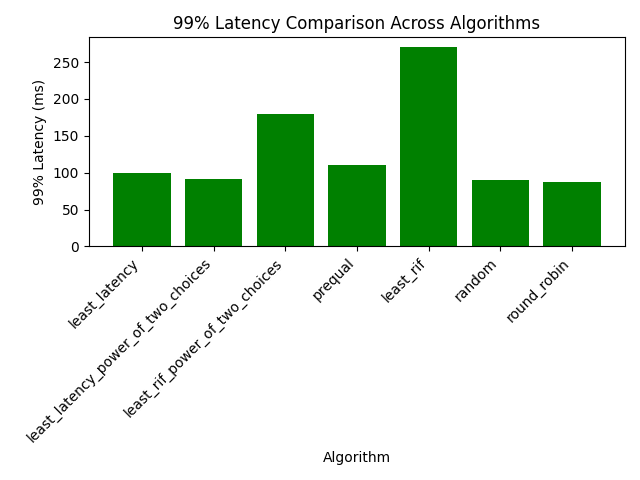 99% Latency Comparison Across Algorithms
99% Latency (ms)
250
200
150
100
50
0
least_latency
least_latency_power_of_two_choices
least_rif_power_of_two_choices
prequal
least_rif
random
round_robin
Algorithm